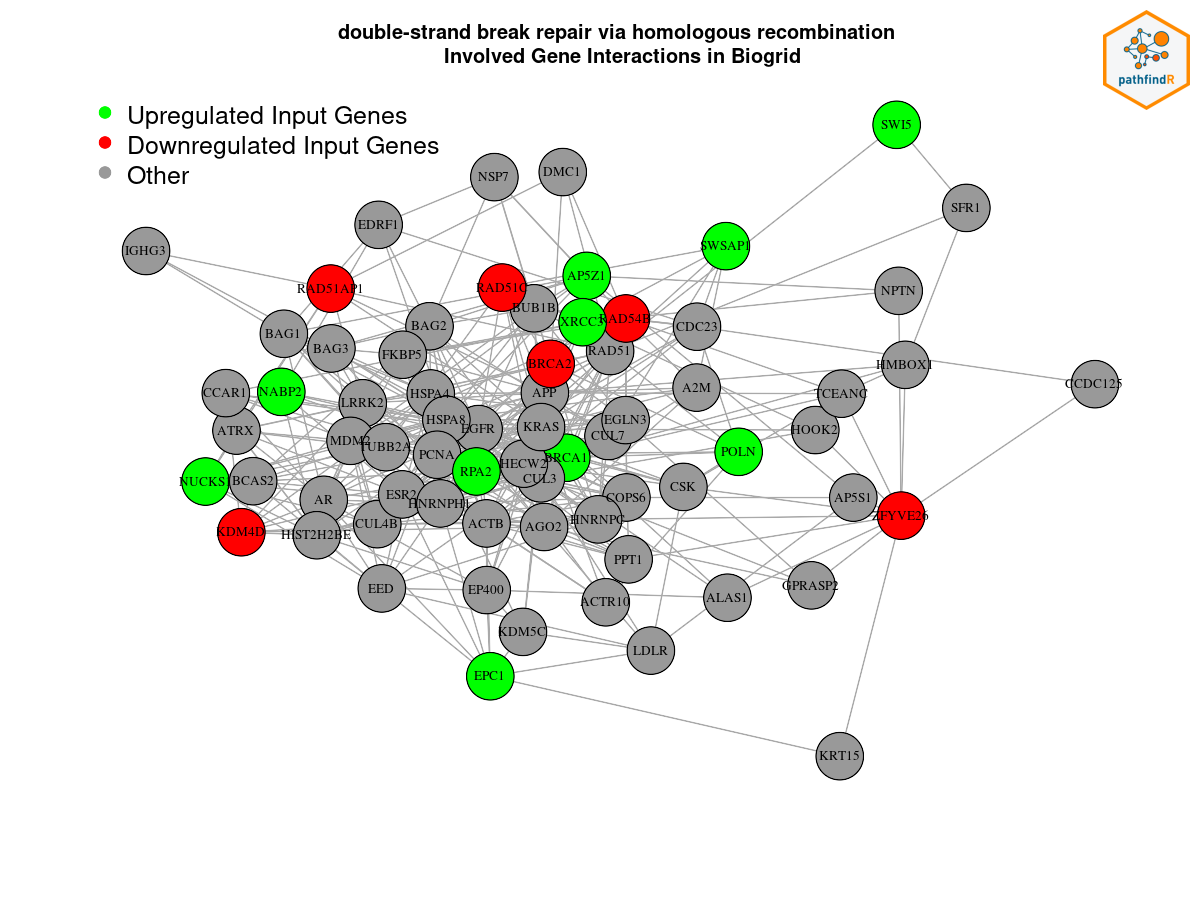 double-strand break repair via homologous recombination
Involved Gene Interactions in Biogrid
pathfindR
Upregulated Input Genes
Downregulated Input Genes
Other
SWI5
NSP7
DMC1
SFR1
EDRF1
SWSAP1
IGHG3
AP5Z1
RAD51AP1
RAD51C
NPTN
BUB1B
XRCC3
RAD54B
BAG2
CDC23
BAG1
BAG3
FKBP5
RAD51
BRCA2
HMBOX1
CCDC125
CCAR1
NABP2
HSPA4
APP
A2M
TCEANC
LRRK2
HSPA8
EGFR
KRAS
EGLN3
ATRX
MDM2
CUL7
HOOK2
TUBB2A
PCNA
POLN
HECW2
BRCA1
RPA2
CUL3
NUCKS1
BCAS2
CSK
AR
ESR2
HNRNPH1
COPS6
AP5S1
KDM4D
HIST2H2BE
CUL4B
ACTB
AGO2
HNRNPC
ZFYVE26
PPT1
EED
EP400
ACTR10
ALAS1
GPRASP2
KDM5C
LDLR
EPC1
KRT15